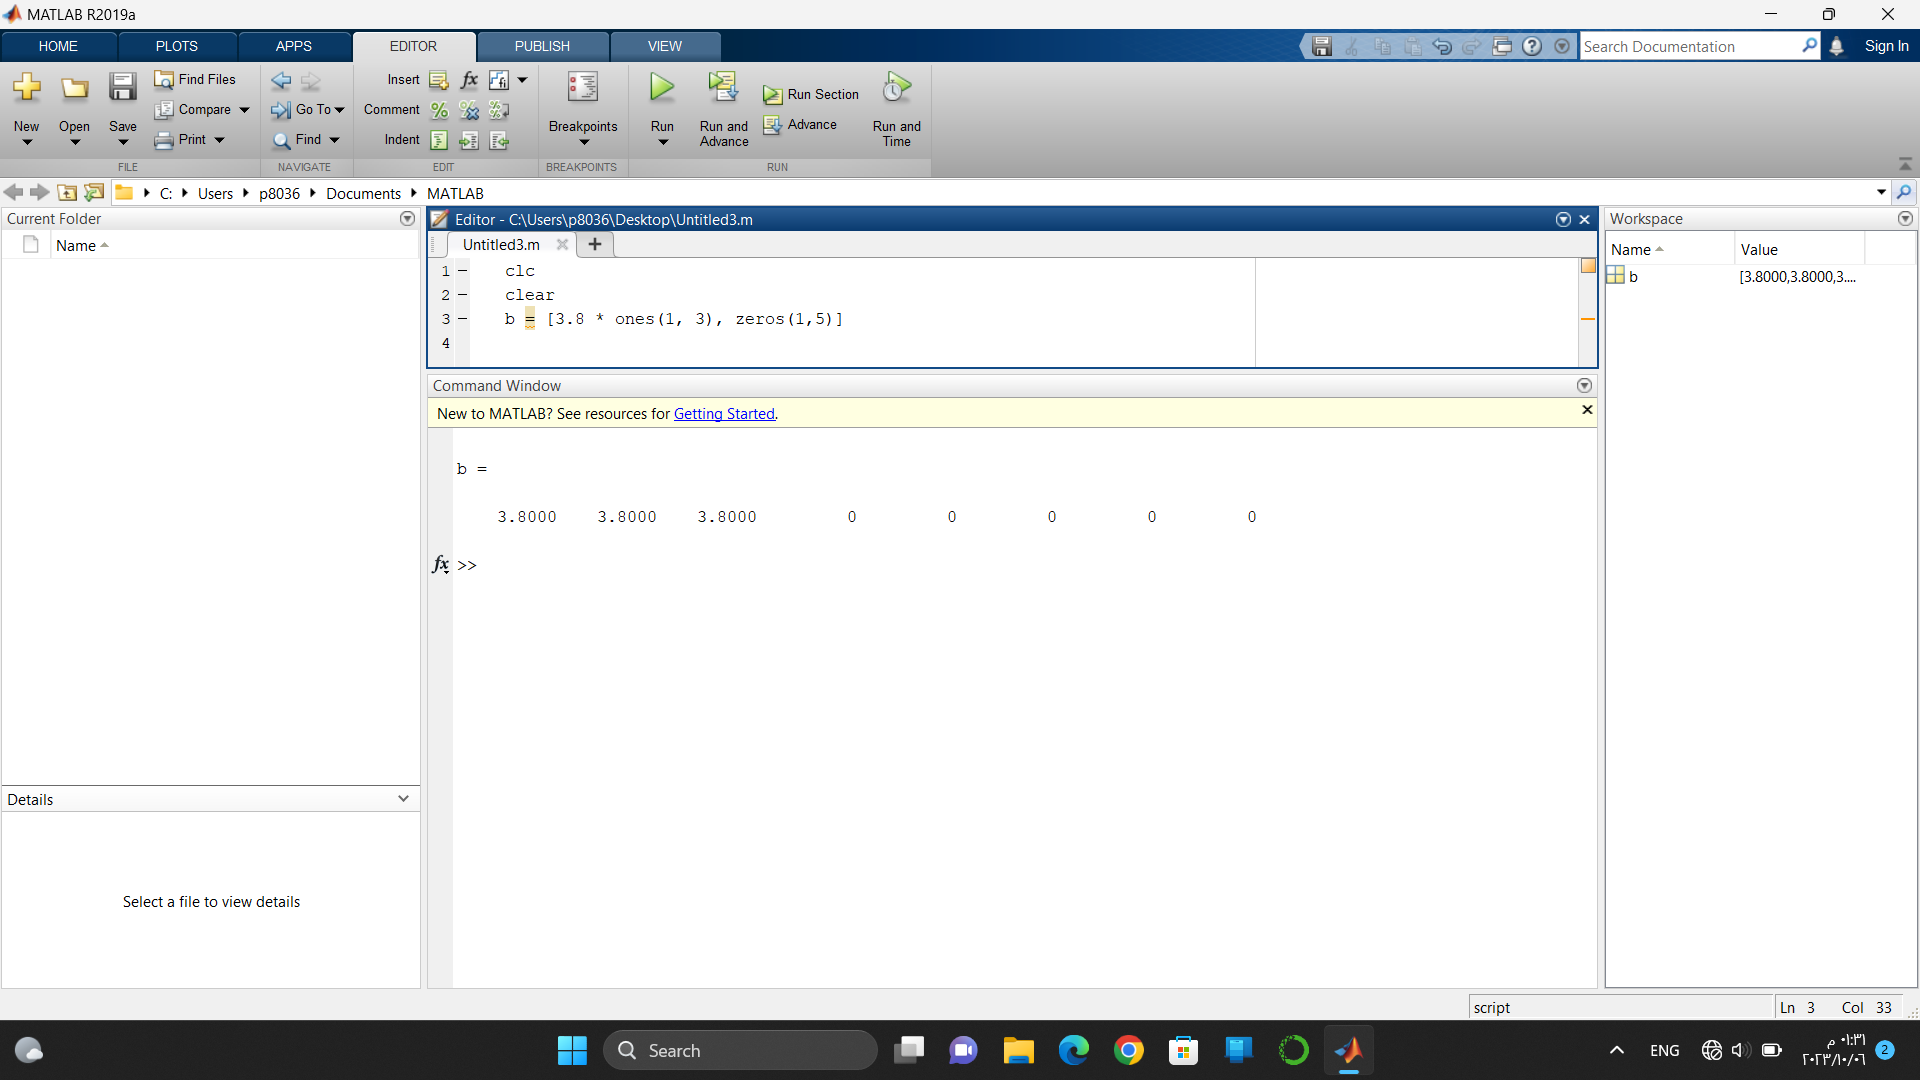 MATLAB R2019a
HOME PLOTS APPS EDITOR PUBLISH VIEW Search Documentation Sign In
New Open Save Find Files Compare Print
FILE
Go To Find
NAVIGATE
Insert fx fi
Comment
Indent
EDIT
Breakpoints
BREAKPOINTS
Run Run and Advance Run Section Advance Run and Time
RUN
C: Users p8036 Documents MATLAB
Current Folder
Name
Details
Select a file to view details
Editor - C:\Users\p8036\Desktop\Untitled3.m
Untitled3.m
1 – clc
2 – clear
3 – b = [3.8 * ones(1, 3), zeros(1,5)]
4
Command Window
New to MATLAB? See resources for Getting Started.
b =
3.8000 3.8000 3.8000 0 0 0 0 0
fx >>
Workspace
Name Value
b [3.8000,3.8000,3....
script Ln 3 Col 33
Search
ENG
٠١:٣١ م
٢٠٢٣/١٠/٠٦
2